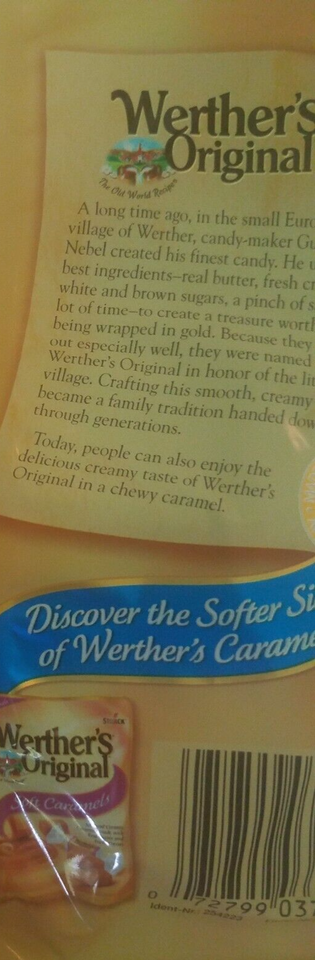 Werther's
Original
The Old World Recipe
A long time ago, in the small Euro
village of Werther, candy-maker Gu
Nebel created his finest candy. He u
best ingredients–real butter, fresh cr
white and brown sugars, a pinch of s
lot of time–to create a treasure worth
being wrapped in gold. Because they
out especially well, they were named
Werther's Original in honor of the lit
village. Crafting this smooth, creamy
became a family tradition handed dow
through generations.
Today, people can also enjoy the
delicious creamy taste of Werther's
Original in a chewy caramel.
Discover the Softer Si
of Werther's Carame
Werther's
Original
Soft Caramels
0 72799 037
Ident-Nr.